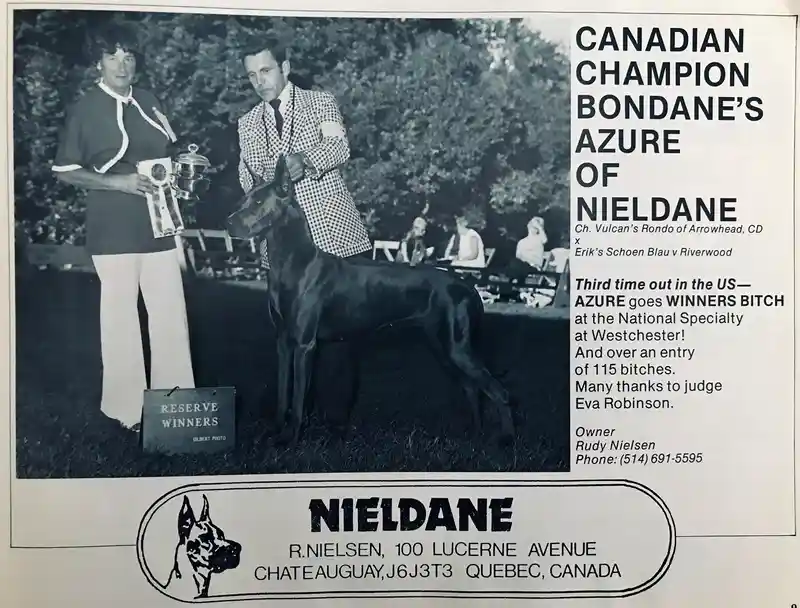 CANADIAN
CHAMPION
BONDANE'S
AZURE
OF
NIELDANE
Ch. Vulcan's Rondo of Arrowhead, CD
x
Erik's Schoen Blau v Riverwood
Third time out in the US—
AZURE goes WINNERS BITCH
at the National Specialty
at Westchester!
And over an entry
of 115 bitches.
Many thanks to judge
Eva Robinson.
Owner
Rudy Nielsen
Phone: (514) 691-5595
RESERVE
WINNERS
GILBERT PHOTO
NIELDANE
R.NIELSEN, 100 LUCERNE AVENUE
CHATEAUGUAY,J6J3T3 QUEBEC, CANADA